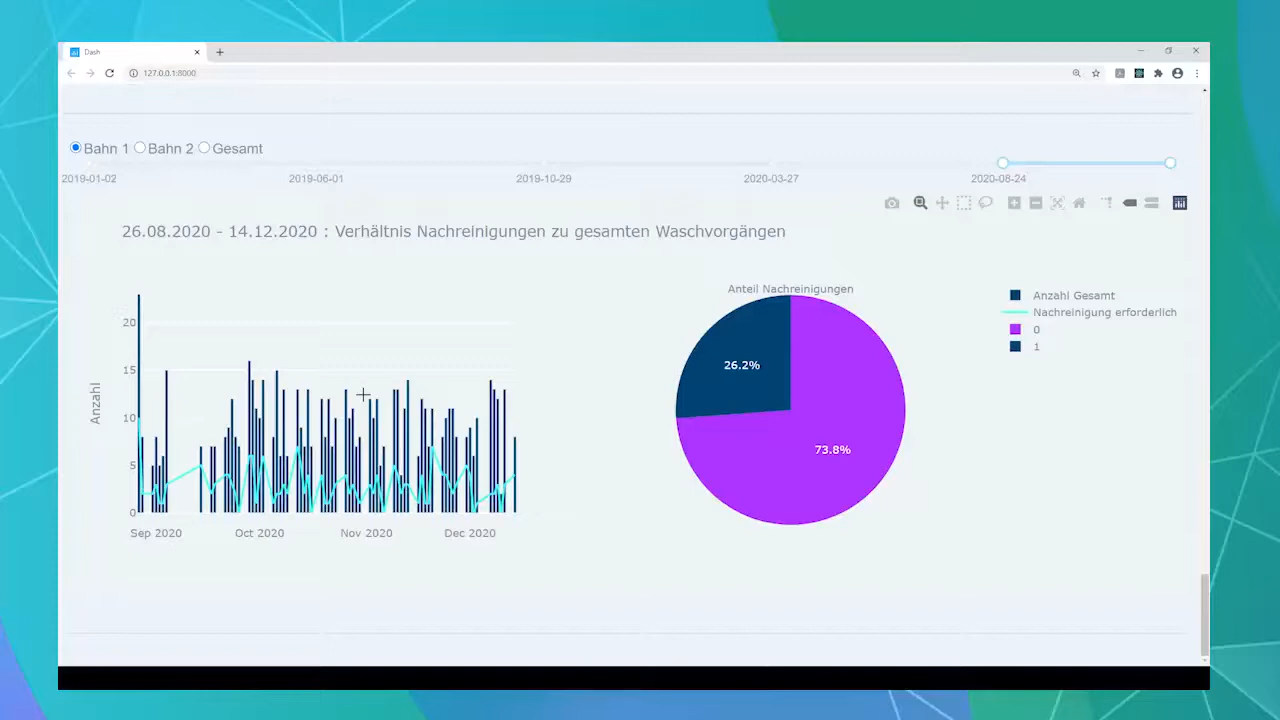 Dash
127.0.0.1:8000
Bahn 1 Bahn 2 Gesamt
2019-01-02 2019-06-01 2019-10-29 2020-03-27 2020-08-24
26.08.2020 - 14.12.2020 : Verhältnis Nachreinigungen zu gesamten Waschvorgängen
Anteil Nachreinigungen
Anzahl Gesamt
Nachreinigung erforderlich
0
1
20
15
10
5
0
Anzahl
26.2%
73.8%
Sep 2020 Oct 2020 Nov 2020 Dec 2020